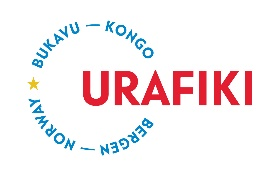 BUKAVU — KONGO
URAFIKI
BERGEN — NORWAY